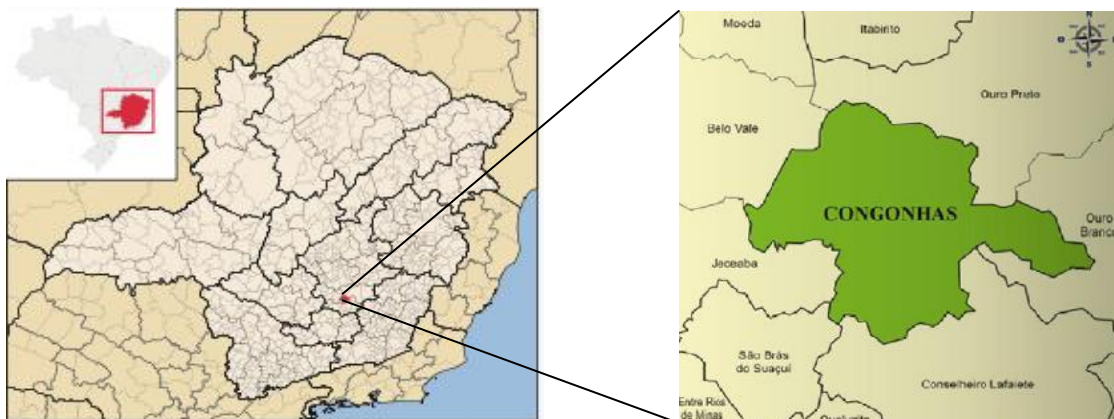 Moeda
Itabirito
N
O
L
S
Ouro Preto
Belo Vale
CONGONHAS
Ouro
Branco
Jeceaba
São Brás
do Suaçuí
Conselheiro Lafaiete
Entre Rios
de Minas